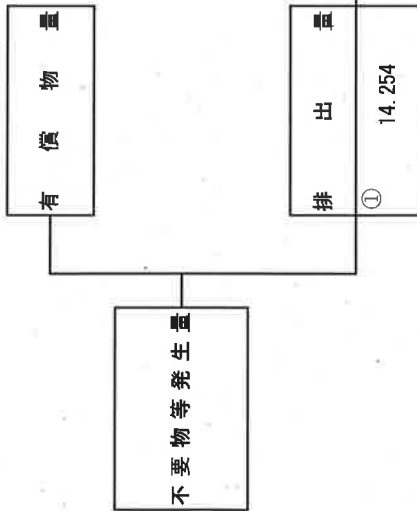 不要物等発生量
有償物量
排出量
①
14.254